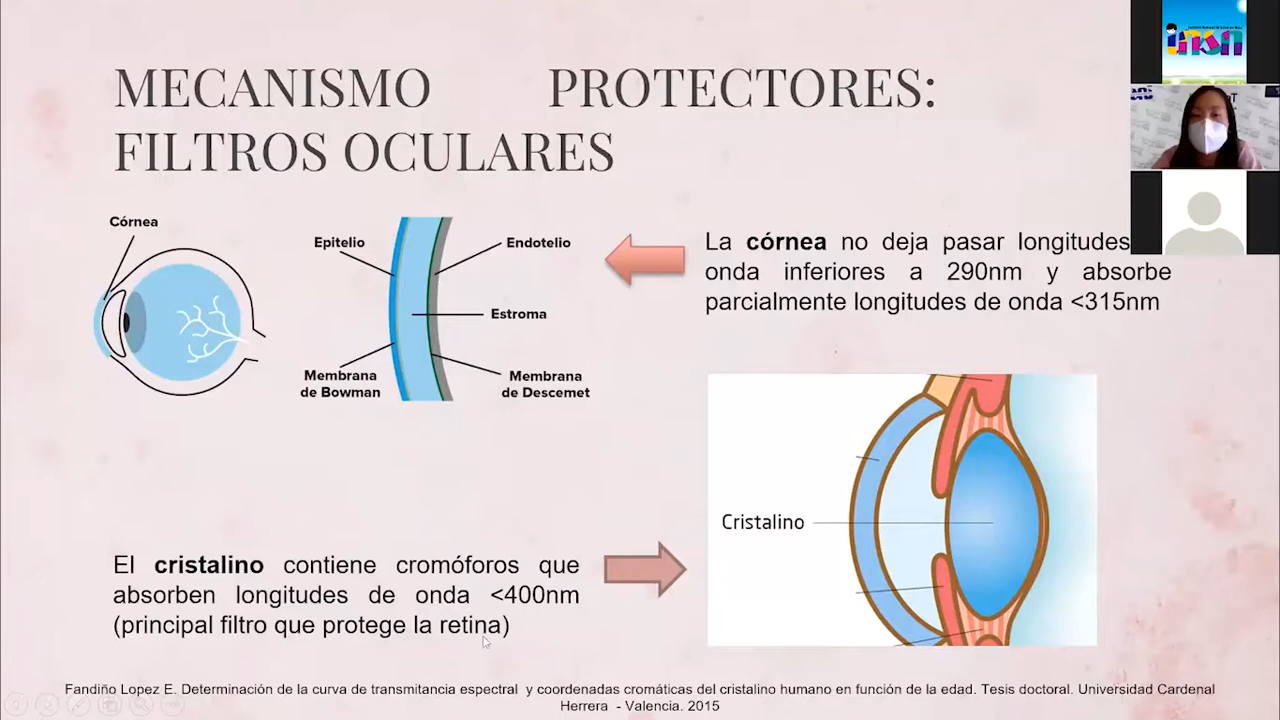 MECANISMO PROTECTORES:
FILTROS OCULARES
Córnea
Epitelio
Endotelio
Estroma
Membrana
de Bowman
Membrana
de Descemet
La córnea no deja pasar longitudes
onda inferiores a 290nm y absorbe
parcialmente longitudes de onda <315nm
Cristalino
El cristalino contiene cromóforos que
absorben longitudes de onda <400nm
(principal filtro que protege la retina)
Fandiño Lopez E. Determinación de la curva de transmitancia espectral y coordenadas cromáticas del cristalino humano en función de la edad. Tesis doctoral. Universidad Cardenal
Herrera - Valencia. 2015
insn